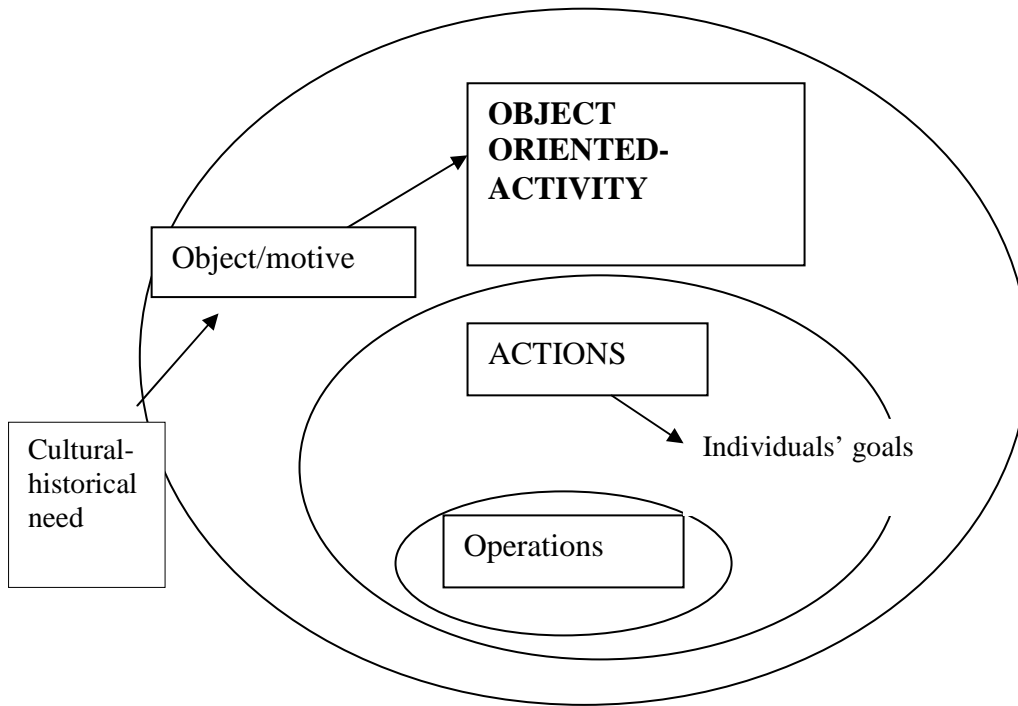 OBJECT
ORIENTED-
ACTIVITY
Object/motive
ACTIONS
Cultural-
historical
need
Individuals’ goals
Operations